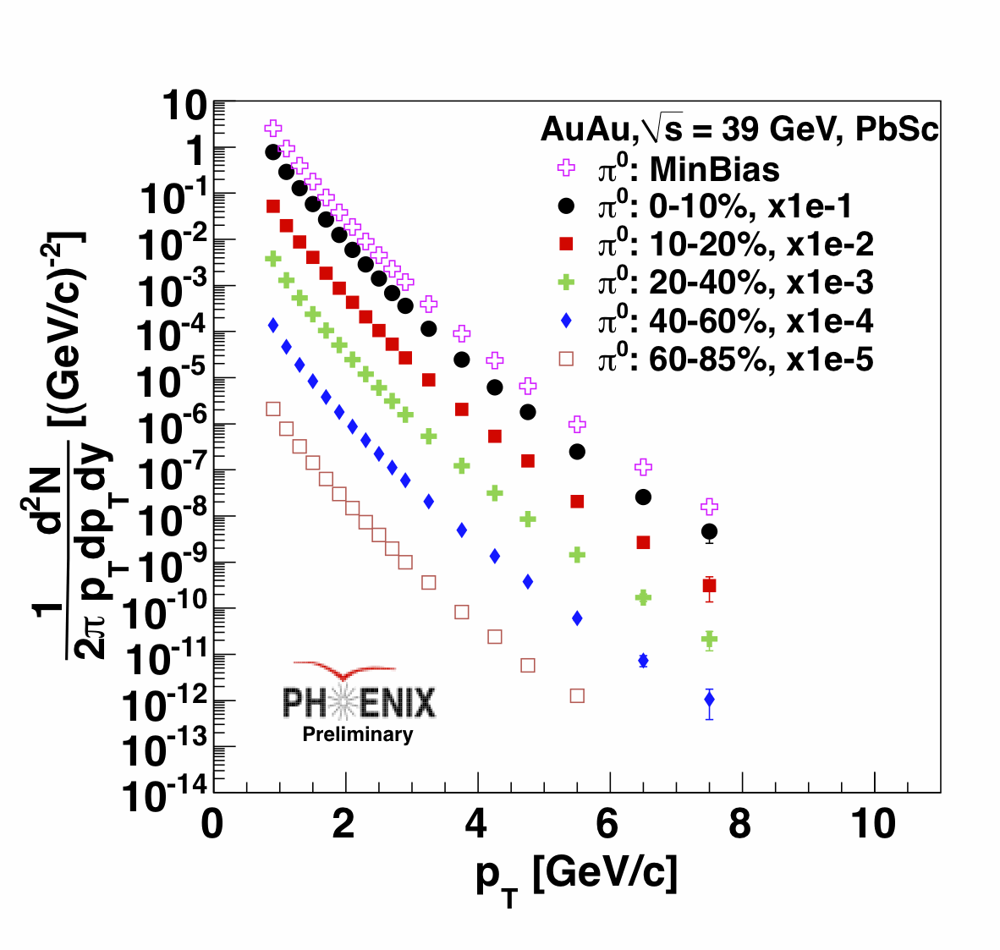 AuAu, √s = 39 GeV, PbSc
π⁰: MinBias
π⁰: 0-10%, x1e-1
π⁰: 10-20%, x1e-2
π⁰: 20-40%, x1e-3
π⁰: 40-60%, x1e-4
π⁰: 60-85%, x1e-5
10
1
10⁻¹
10⁻²
10⁻³
10⁻⁴
10⁻⁵
10⁻⁶
10⁻⁷
10⁻⁸
10⁻⁹
10⁻¹⁰
10⁻¹¹
10⁻¹²
10⁻¹³
10⁻¹⁴
1/2π d²N/p_T dp_T dy [(GeV/c)⁻²]
PHENIX
Preliminary
0 2 4 6 8 10
p_T [GeV/c]